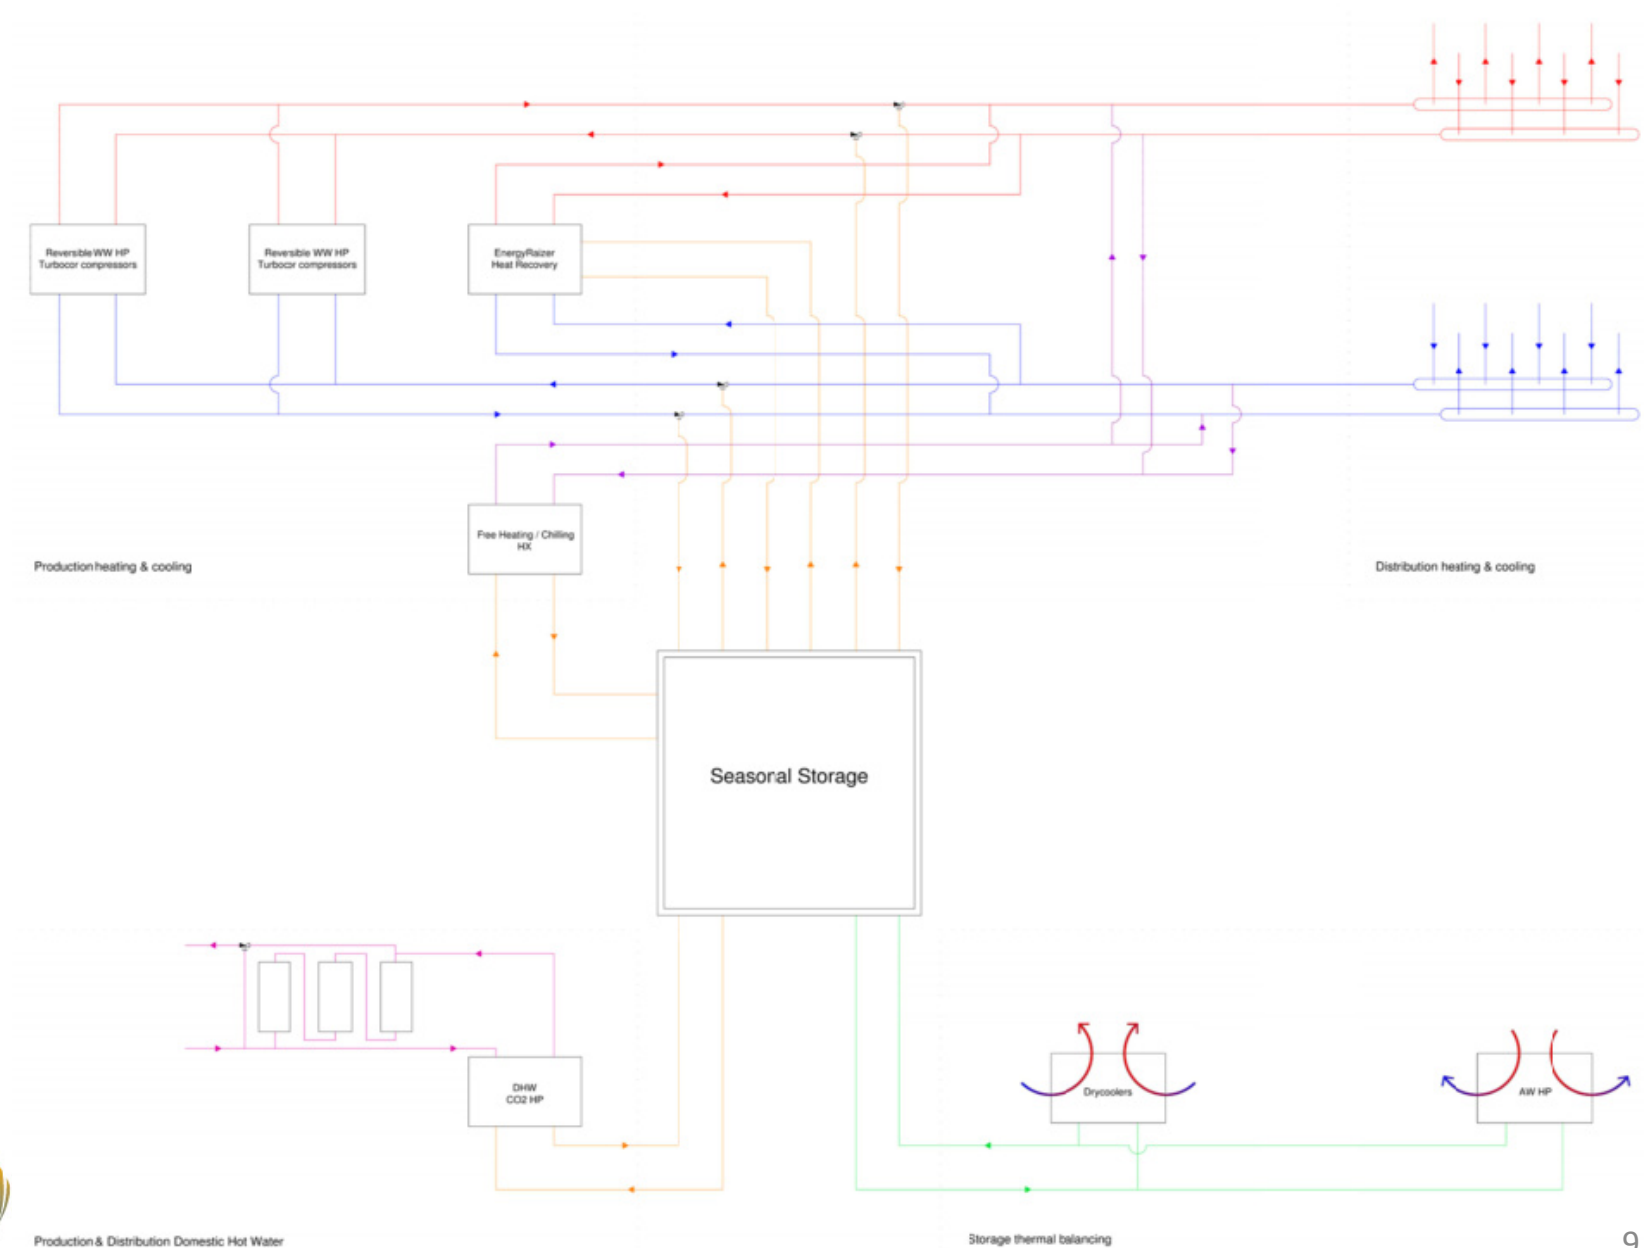 Reversible WW HP
Turbocor compressors
Reversible WW HP
Turbocor compressors
EnergyRaizer
Heat Recovery
Free Heating / Chilling
HX
Production heating & cooling
Distribution heating & cooling
Seasonal Storage
DHW
CO2 HP
Drycoolers
AW HP
Production & Distribution Domestic Hot Water
Storage thermal balancing
9